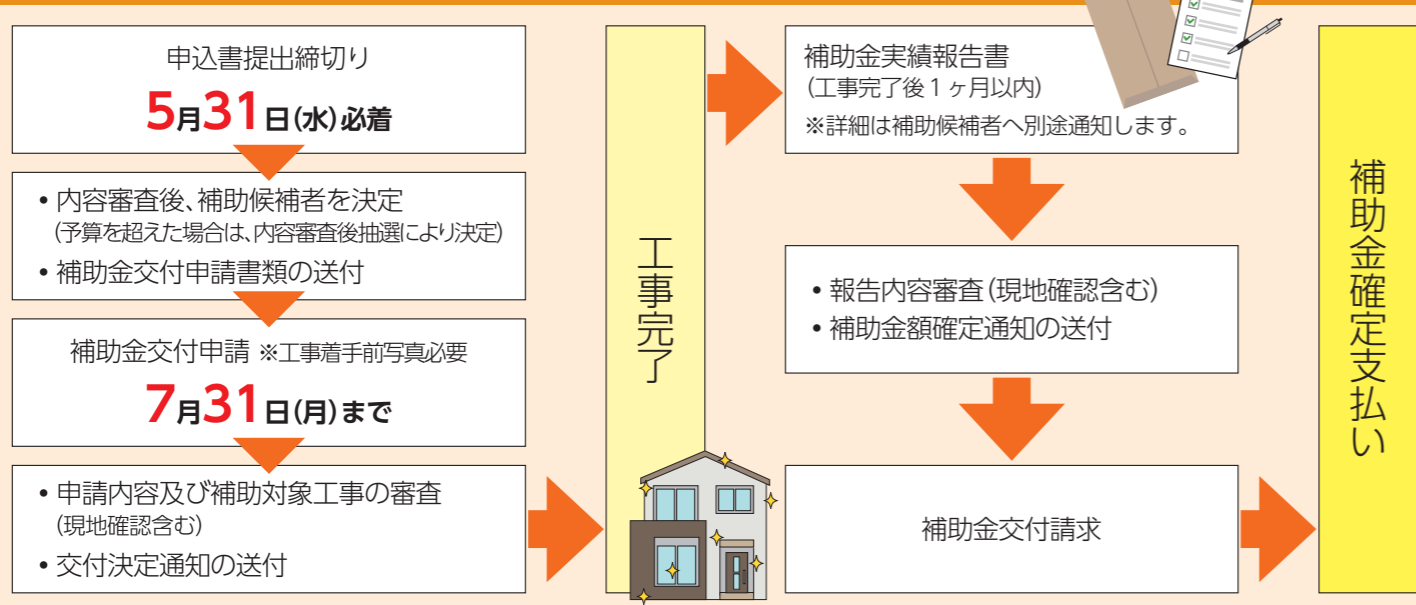 申込書提出締切り
5月31日(水)必着
• 内容審査後、補助候補者を決定
(予算を超えた場合は、内容審査後抽選により決定)
• 補助金交付申請書類の送付
補助金交付申請 ※工事着手前写真必要
7月31日(月)まで
• 申請内容及び補助対象工事の審査
(現地確認含む)
• 交付決定通知の送付
工事完了
補助金実績報告書
(工事完了後1ヶ月以内)
※詳細は補助候補者へ別途通知します。
• 報告内容審査(現地確認含む)
• 補助金額確定通知の送付
補助金交付請求
補助金確定支払い